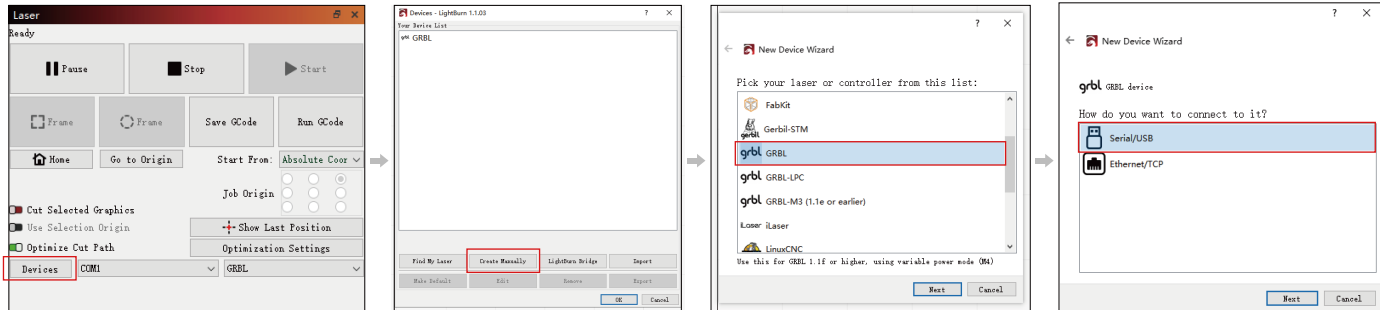 Laser
Ready
Pause
Stop
Start
Frame
Frame
Save GCode
Run GCode
Home
Go to Origin
Start From:
Absolute Coor
Job Origin
Cut Selected Graphics
Use Selection Origin
Show Last Position
Optimize Cut Path
Optimization Settings
Devices
COM1
GRBL
Devices - LightBurn 1.1.03
Your Device List
grbl GRBL
Find My Laser
Create Manually
LightBurn Bridge
Import
Make Default
Edit
Remove
Export
OK
Cancel
New Device Wizard
Pick your laser or controller from this list:
FabKit
gerbil Gerbil-STM
grbl GRBL
grbl GRBL-LPC
grbl GRBL-M3 (1.1e or earlier)
iLaser
LinuxCNC
Use this for GRBL 1.1f or higher, using variable power mode (M4)
Next
Cancel
New Device Wizard
grbl GRBL device
How do you want to connect to it?
Serial/USB
Ethernet/TCP
Next
Cancel